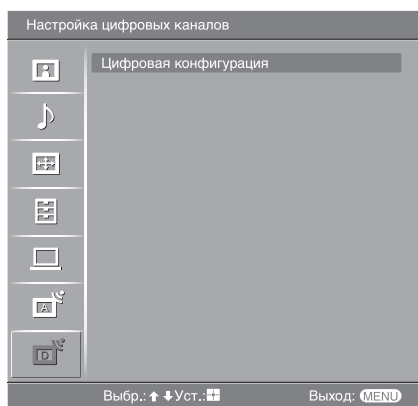 Настройка цифровых каналов
Цифровая конфигурация
A
D
Выбр.: ↑ ↓ Уст.: Выход: MENU